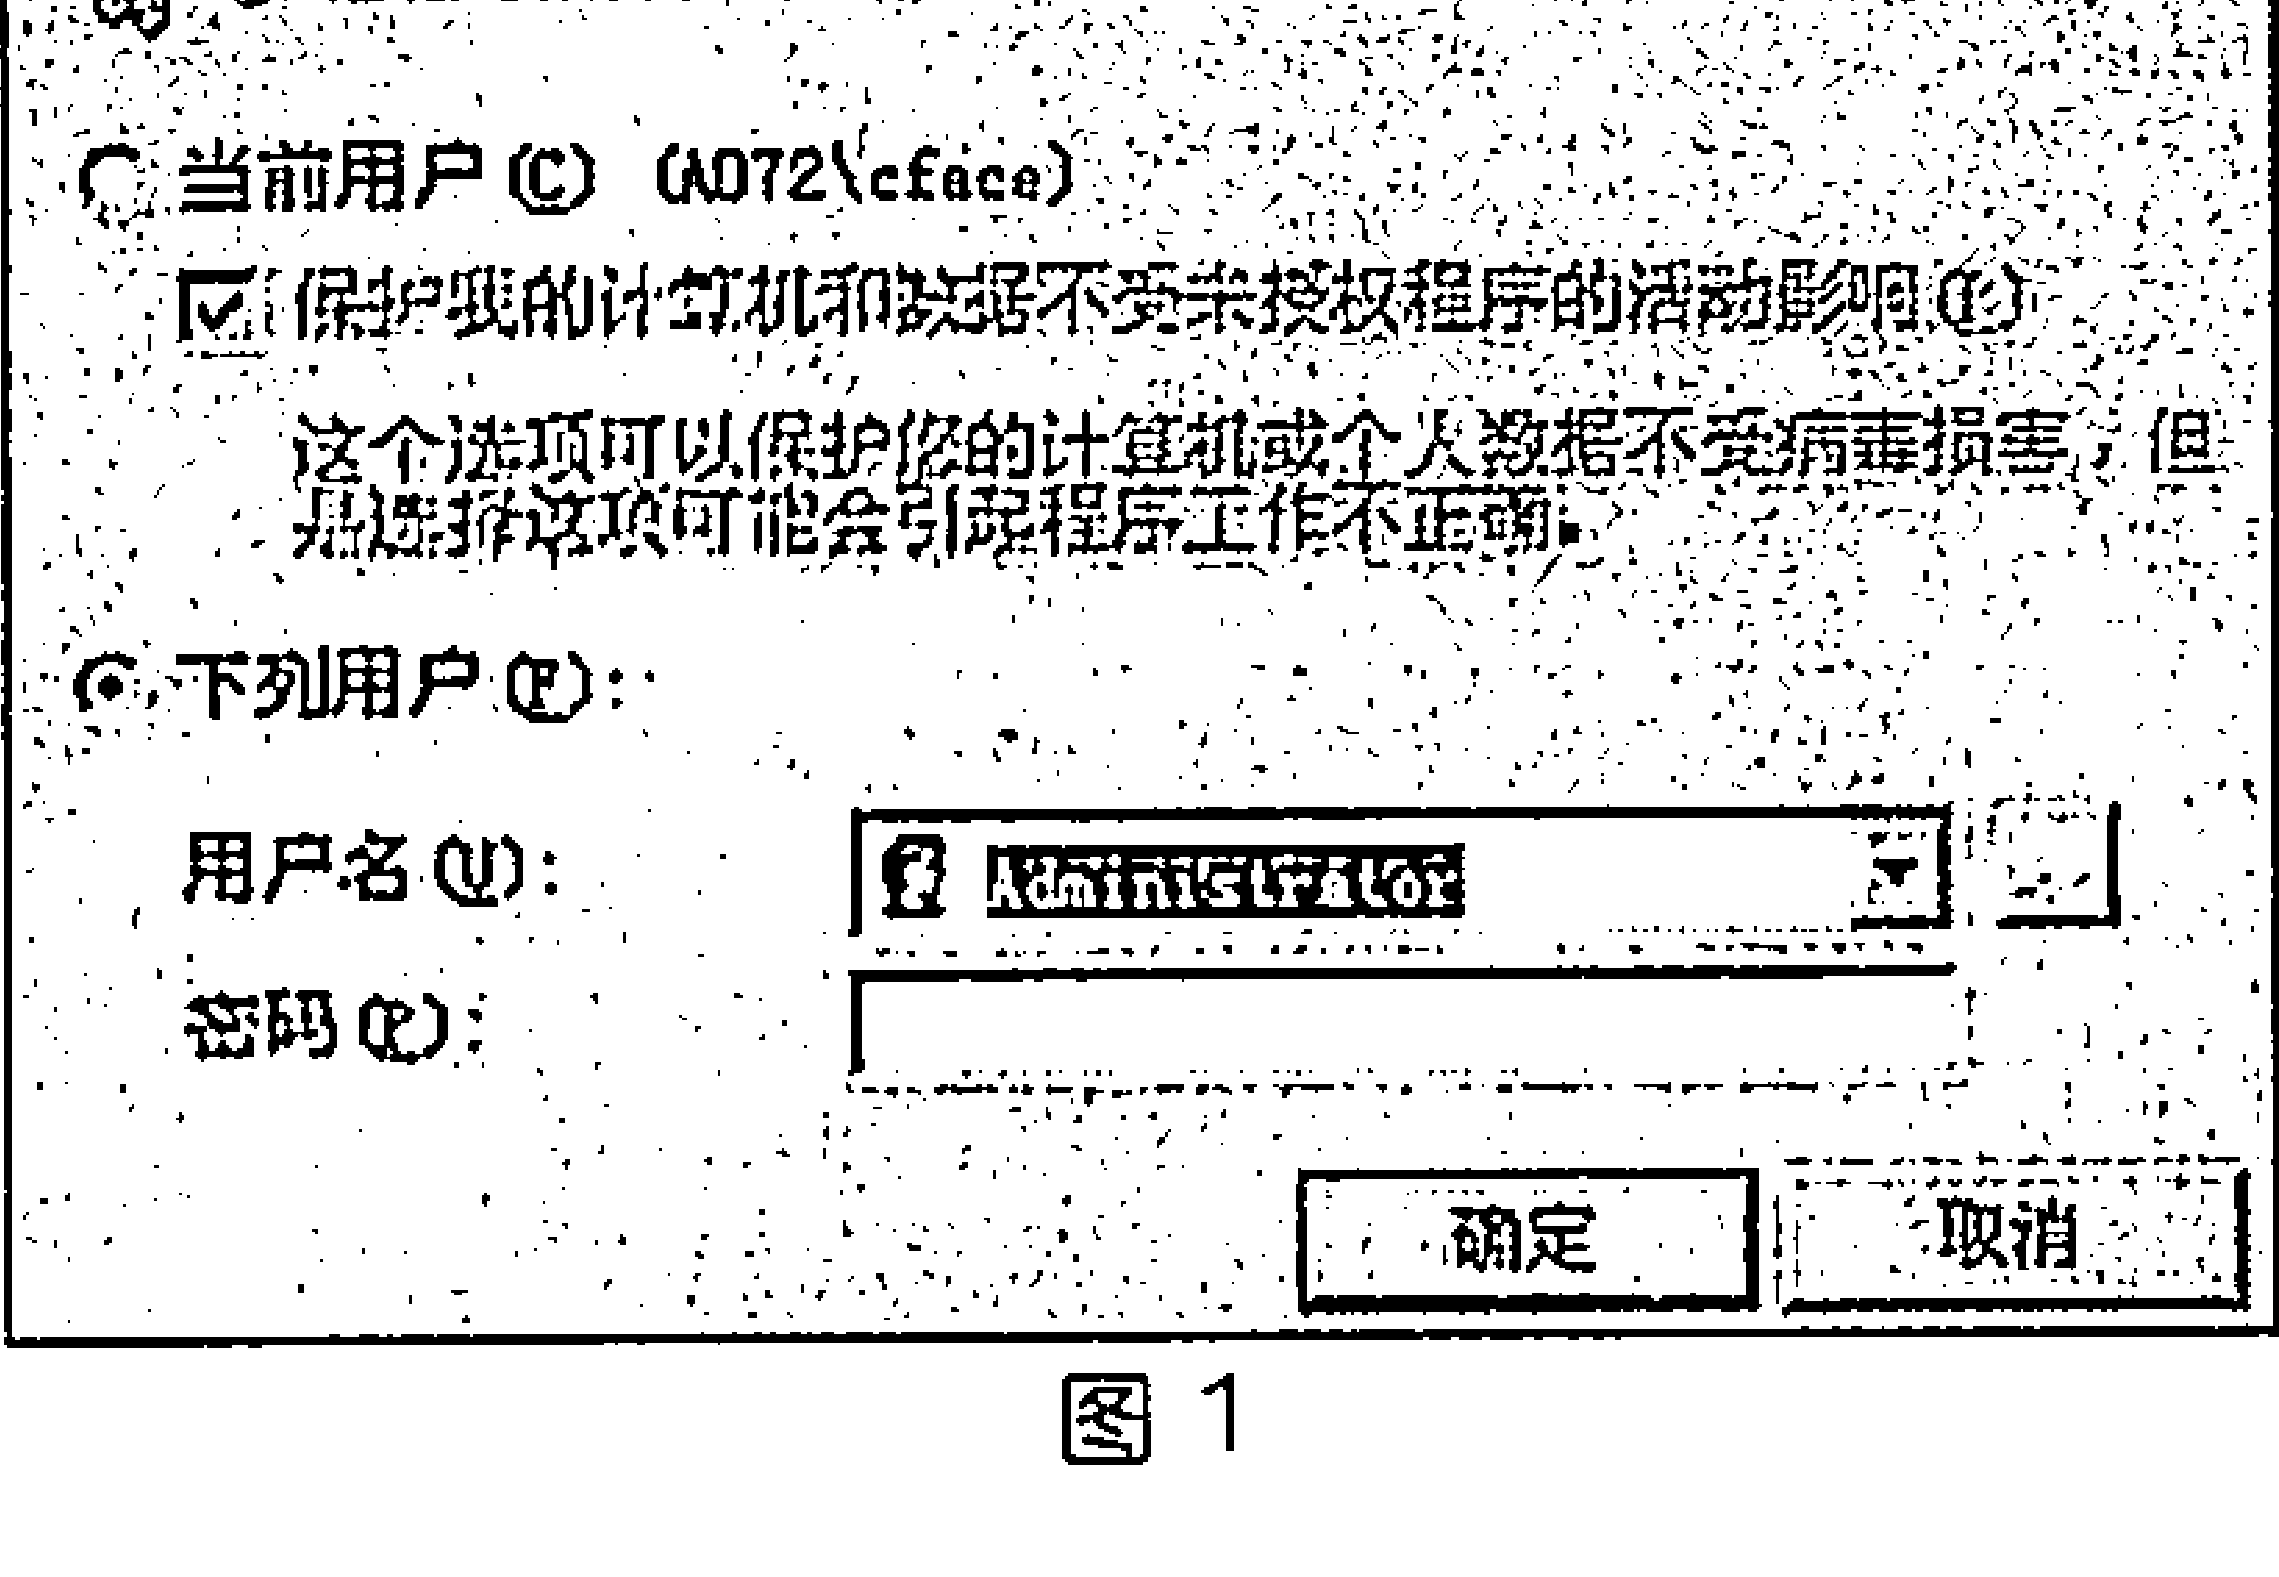 当前用户(C) (A072\cface)
保护我的计算机和数据不受未授权程序的活动影响
这个选项可以保护您的计算机或个人数据不受病毒损害，但
是选择这项可能会引起程序工作不正确。
下列用户(F):
用户名(U):
Administrator
密码(P):
确定
取消
图 1